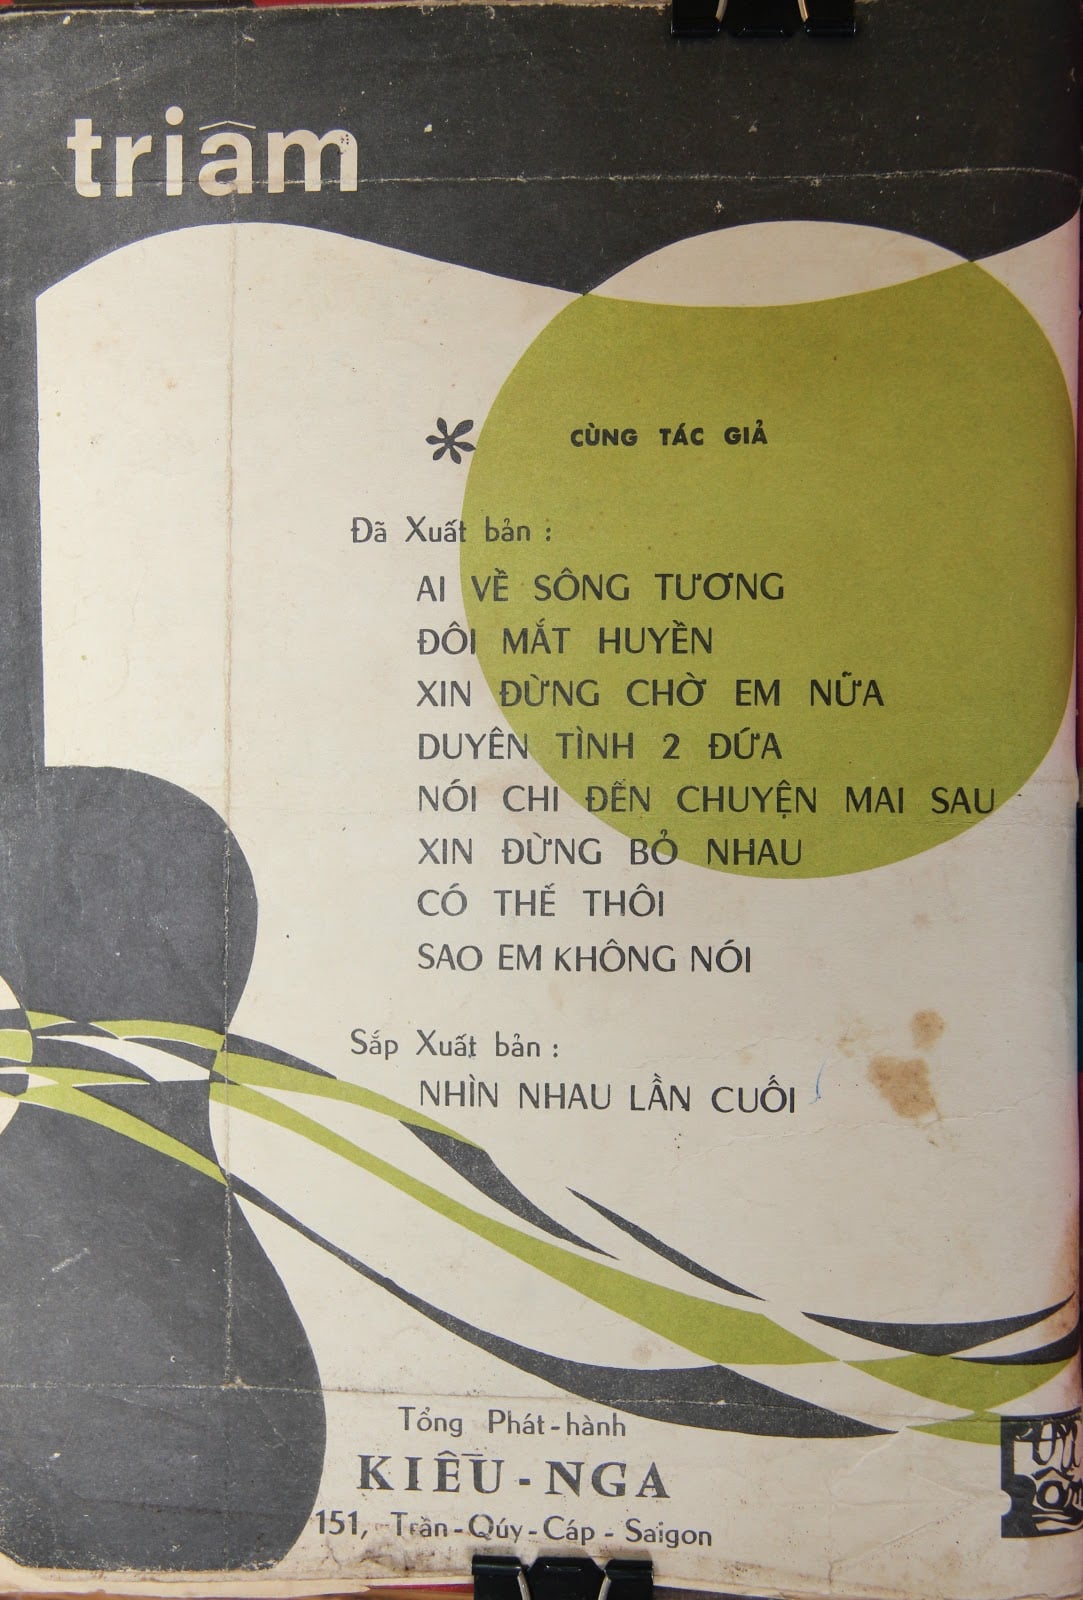 triâm
CÙNG TÁC GIẢ
Đã Xuất bản :
AI VỀ SÔNG TƯƠNG
ĐÔI MẮT HUYỀN
XIN ĐỪNG CHỜ EM NỮA
DUYÊN TÌNH 2 ĐỨA
NÓI CHI ĐẾN CHUYỆN MAI SAU
XIN ĐỪNG BỎ NHAU
CÓ THẾ THÔI
SAO EM KHÔNG NÓI
Sắp Xuất bản :
NHÌN NHAU LẦN CUỐI
Tổng Phát-hành
KIỀU-NGA
151, Trần-Qúy-Cáp - Saigon